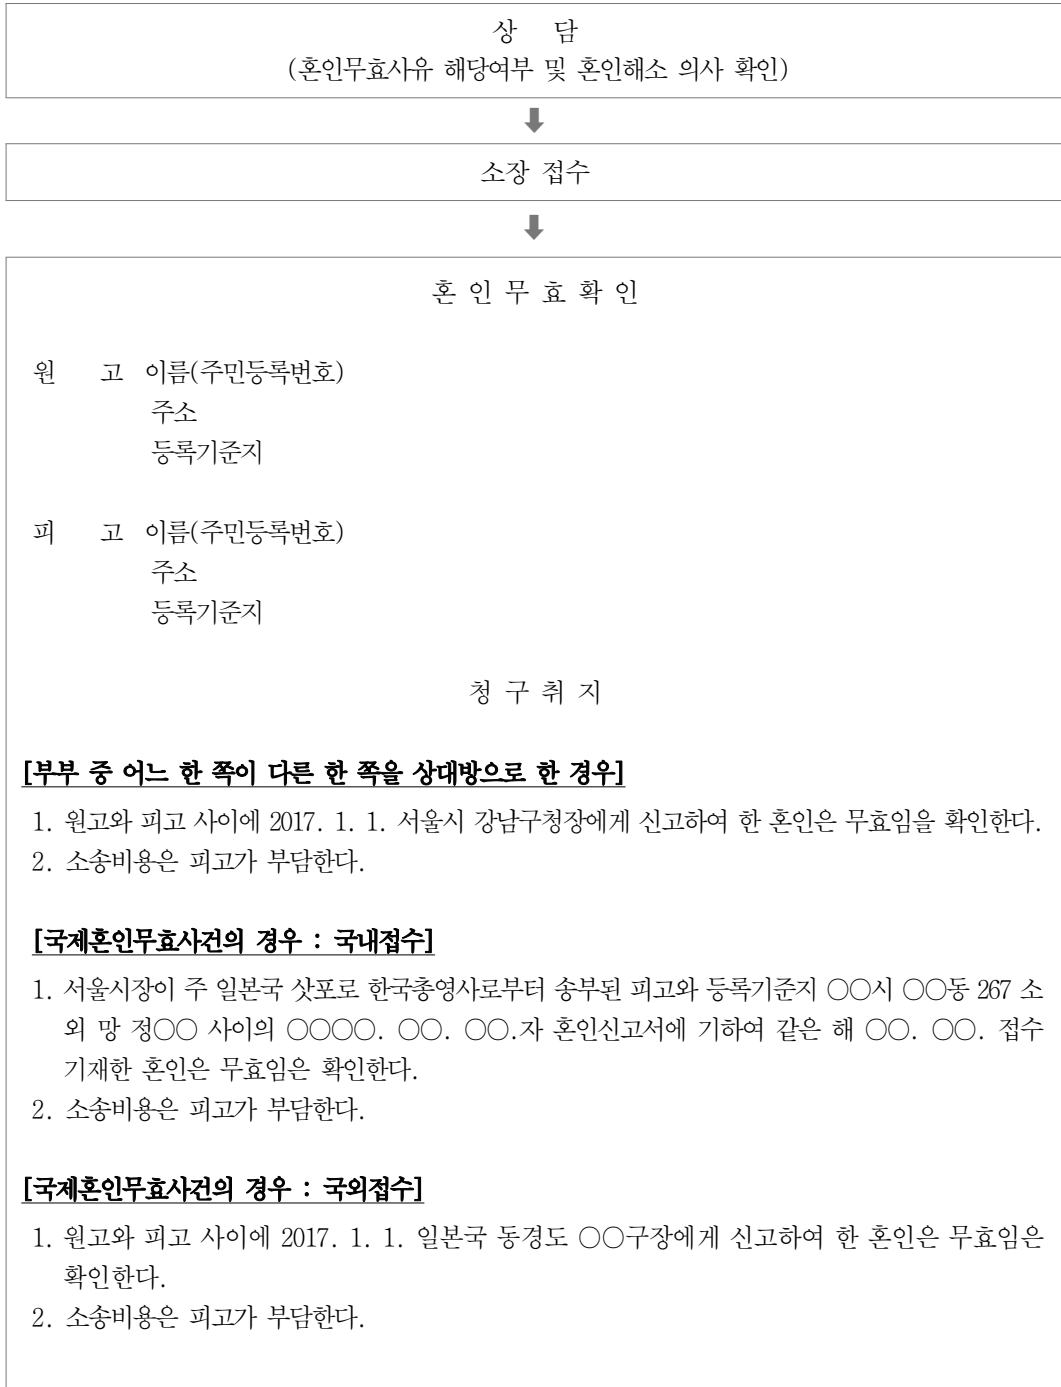 상 담
(혼인무효사유 해당여부 및 혼인해소 의사 확인)
소장 접수
혼 인 무 효 확 인
원 고 이름(주민등록번호)
주소
등록기준지
피 고 이름(주민등록번호)
주소
등록기준지
청 구 취 지
[부부 중 어느 한 쪽이 다른 한 쪽을 상대방으로 한 경우]
1. 원고와 피고 사이에 2017. 1. 1. 서울시 강남구청장에게 신고하여 한 혼인은 무효임을 확인한다.
2. 소송비용은 피고가 부담한다.
[국제혼인무효사건의 경우 : 국내접수]
1. 서울시장이 주 일본국 삿포로 한국총영사로부터 송부된 피고와 등록기준지 ○○시 ○○동 267 소
외 망 정○○ 사이의 ○○○○. ○○. ○○.자 혼인신고서에 기하여 같은 해 ○○. ○○. 접수
기재한 혼인은 무효임은 확인한다.
2. 소송비용은 피고가 부담한다.
[국제혼인무효사건의 경우 : 국외접수]
1. 원고와 피고 사이에 2017. 1. 1. 일본국 동경도 ○○구장에게 신고하여 한 혼인은 무효임은
확인한다.
2. 소송비용은 피고가 부담한다.